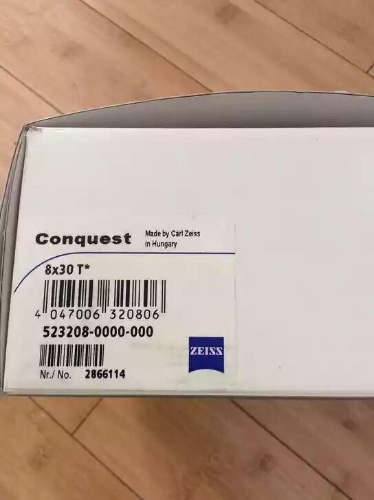 Conquest
Made by Carl Zeiss
in Hungary
8x30 T*
4 047006 320806
523208-0000-000
ZEISS
Nr./ No. 2866114